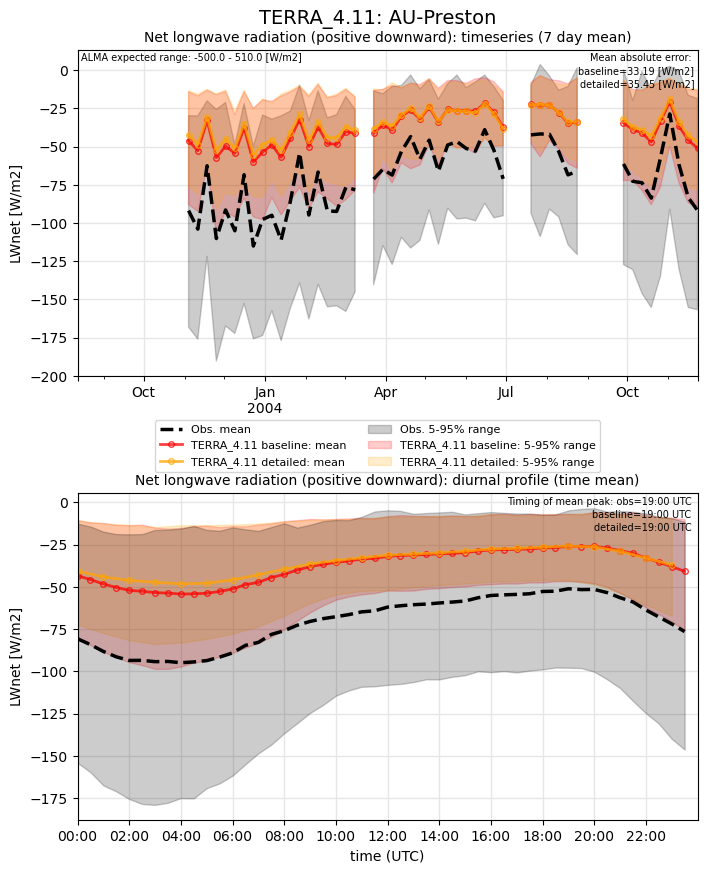 TERRA_4.11: AU-Preston
Net longwave radiation (positive downward): timeseries (7 day mean)
ALMA expected range: -500.0 - 510.0 [W/m2]
Mean absolute error:
baseline=33.19 [W/m2]
detailed=35.45 [W/m2]
0
−25
−50
−75
−100
−125
−150
−175
−200
LWnet [W/m2]
Oct
Jan
2004
Apr
Jul
Oct
Obs. mean
TERRA_4.11 baseline: mean
TERRA_4.11 detailed: mean
Obs. 5-95% range
TERRA_4.11 baseline: 5-95% range
TERRA_4.11 detailed: 5-95% range
Net longwave radiation (positive downward): diurnal profile (time mean)
Timing of mean peak: obs=19:00 UTC
baseline=19:00 UTC
detailed=19:00 UTC
0
−25
−50
−75
−100
−125
−150
−175
LWnet [W/m2]
00:00
02:00
04:00
06:00
08:00
10:00
12:00
14:00
16:00
18:00
20:00
22:00
time (UTC)